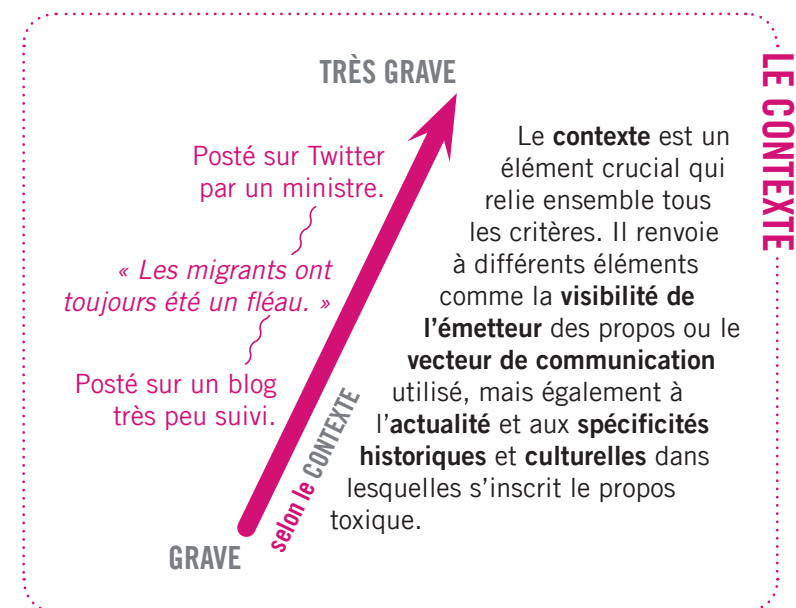 LE CONTEXTE
TRÈS GRAVE
Posté sur Twitter
par un ministre.
« Les migrants ont
toujours été un fléau. »
Posté sur un blog
très peu suivi.
GRAVE
selon le CONTEXTE
Le contexte est un
élément crucial qui
relie ensemble tous
les critères. Il renvoie
à différents éléments
comme la visibilité de
l’émetteur des propos ou le
vecteur de communication
utilisé, mais également à
l’actualité et aux spécificités
historiques et culturelles dans
lesquelles s’inscrit le propos
toxique.